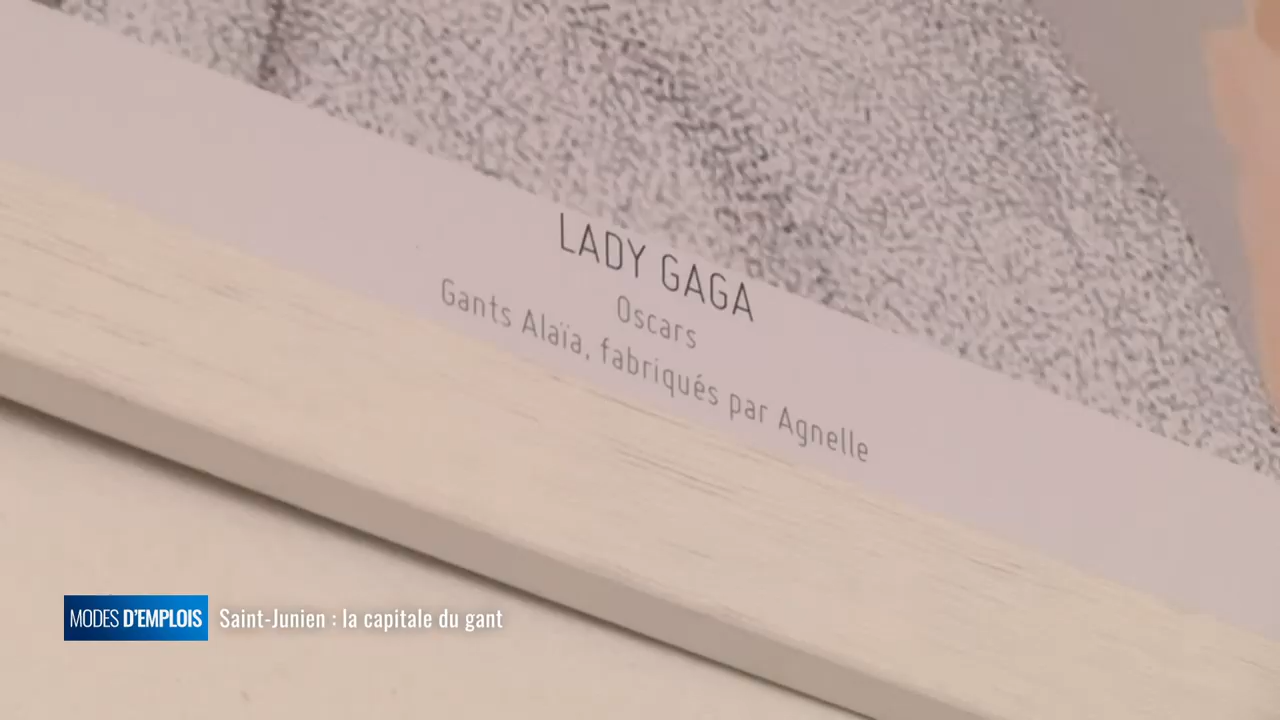 LADY GAGA
Oscars
Gants Alaïa, fabriqués par Agnelle
MODES D'EMPLOIS Saint-Junien : la capitale du gant